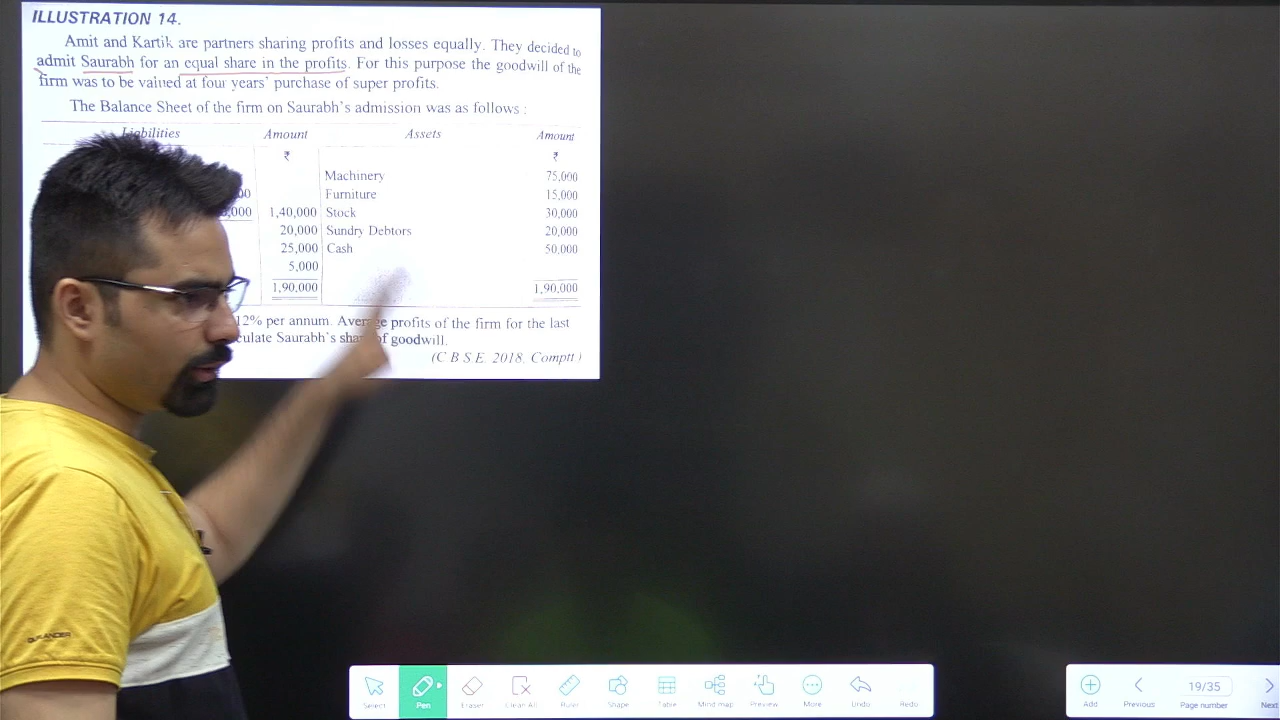 ILLUSTRATION 14.
Amit and Kartik are partners sharing profits and losses equally. They decided to
admit Saurabh for an equal share in the profits. For this purpose the goodwill of the
firm was to be valued at four years' purchase of super profits.
The Balance Sheet of the firm on Saurabh's admission was as follows :
Liabilities Amount Assets Amount
₹ ₹
Machinery 75,000
00 Furniture 15,000
,000 1,40,000 Stock 30,000
20,000 Sundry Debtors 20,000
25,000 Cash 50,000
5,000
1,90,000 1,90,000
12% per annum. Average profits of the firm for the last
culate Saurabh's share of goodwill.
(C B S E. 2018. Comptt)
OUTLANDER
Select Pen Eraser Clean All Ruler Shape Table Mind map Preview More Undo Redo
Add Previous 19/35 Page number Next